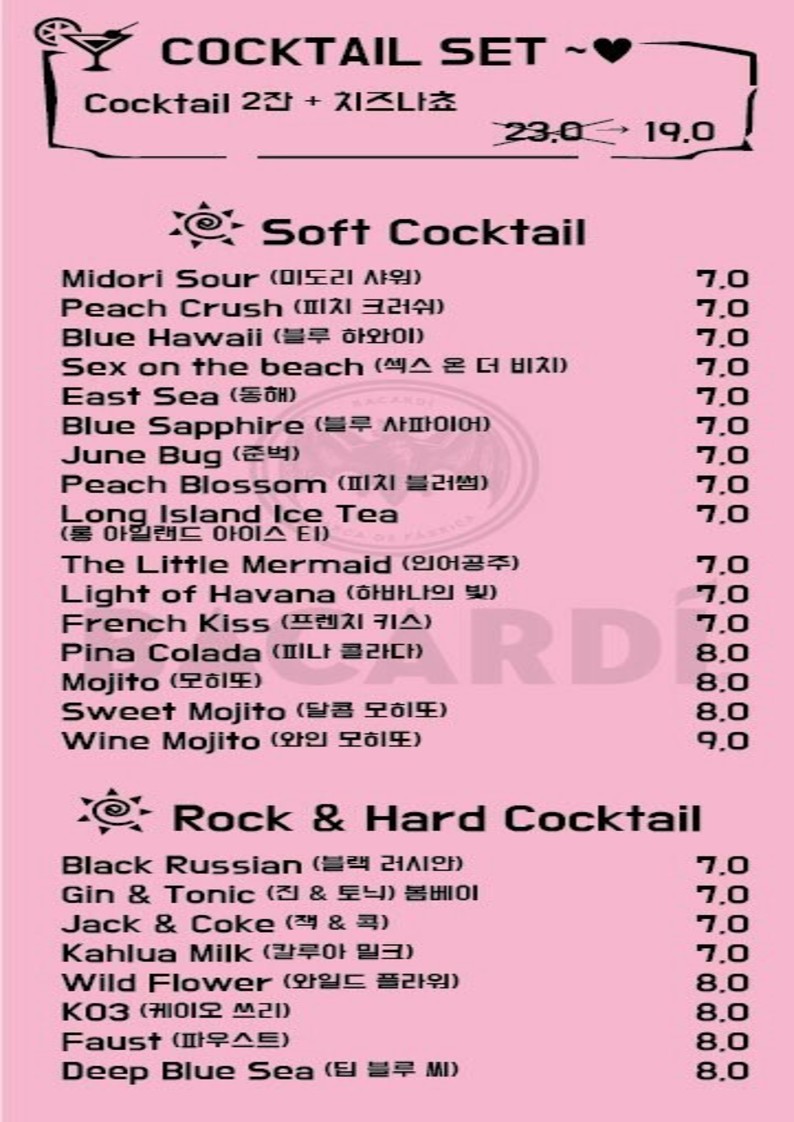 COCKTAIL SET ~♥
Cocktail 2잔 + 치즈나쵸
23.0 → 19.0
Soft Cocktail
Midori Sour (미도리 샤워) 7.0
Peach Crush (피치 크러쉬) 7.0
Blue Hawaii (블루 하와이) 7.0
Sex on the beach (섹스 온 더 비치) 7.0
East Sea (동해) 7.0
Blue Sapphire (블루 사파이어) 7.0
June Bug (준벅) 7.0
Peach Blossom (피치 블러썸) 7.0
Long Island Ice Tea 7.0
(롱 아일랜드 아이스 티)
The Little Mermaid (인어공주) 7.0
Light of Havana (하바나의 빛) 7.0
French Kiss (프렌치 키스) 7.0
Pina Colada (피나 콜라다) 8.0
Mojito (모히또) 8.0
Sweet Mojito (달콤 모히또) 8.0
Wine Mojito (와인 모히또) 9.0
Rock & Hard Cocktail
Black Russian (블랙 러시안) 7.0
Gin & Tonic (진 & 토닉) 봄베이 7.0
Jack & Coke (잭 & 콕) 7.0
Kahlua Milk (깔루아 밀크) 7.0
Wild Flower (와일드 플라워) 8.0
KO3 (케이오 쓰리) 8.0
Faust (파우스트) 8.0
Deep Blue Sea (딥 블루 씨) 8.0
BACARDÍ
BACARDÍ